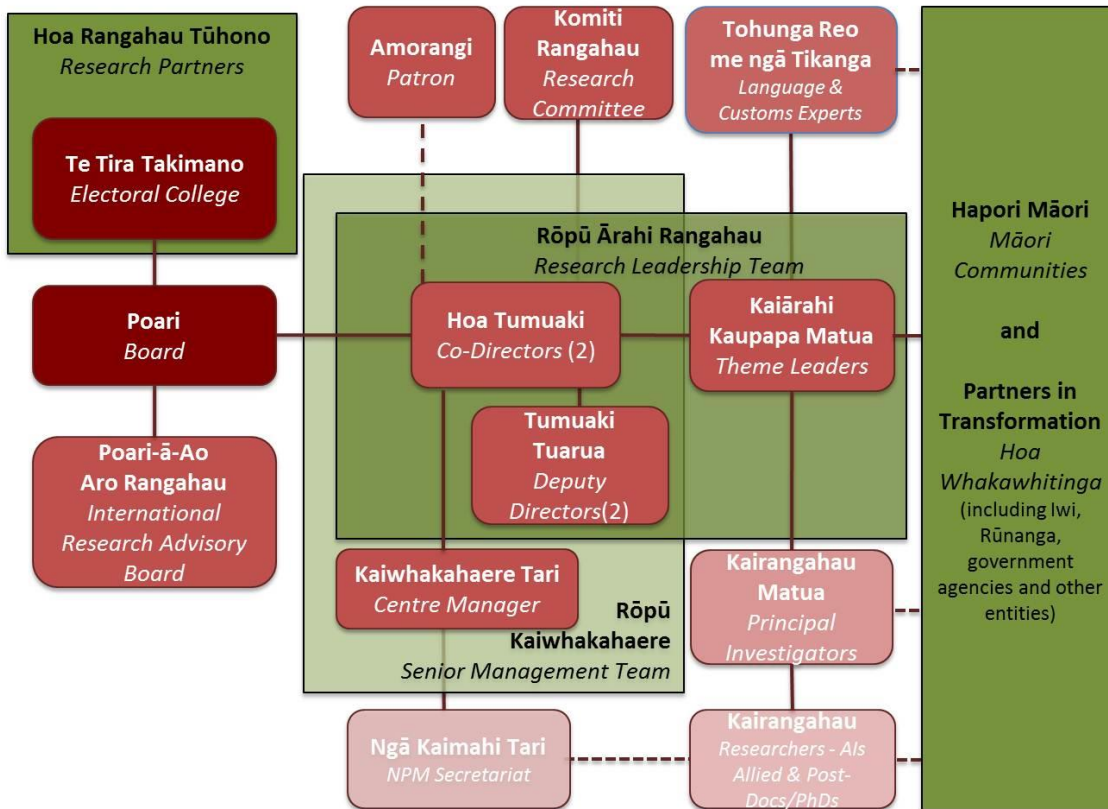 Hoa Rangahau Tūhono
Research Partners
Te Tira Takimano
Electoral College
Poari
Board
Poari-ā-Ao
Aro Rangahau
International
Research Advisory
Board
Amorangi
Patron
Komiti
Rangahau
Research
Committee
Tohunga Reo
me ngā Tikanga
Language &
Customs Experts
Rōpū Ārahi Rangahau
Research Leadership Team
Hoa Tumuaki
Co-Directors (2)
Kaiārahi
Kaupapa Matua
Theme Leaders
Tumuaki
Tuarua
Deputy
Directors(2)
Kaiwhakahaere Tari
Centre Manager
Rōpū
Kaiwhakahaere
Senior Management Team
Kairangahau
Matua
Principal
Investigators
Ngā Kaimahi Tari
NPM Secretariat
Kairangahau
Researchers - AIs
Allied & Post-
Docs/PhDs
Hapori Māori
Māori
Communities
and
Partners in
Transformation
Hoa
Whakawhitinga
(including Iwi,
Rūnanga,
government
agencies and other
entities)